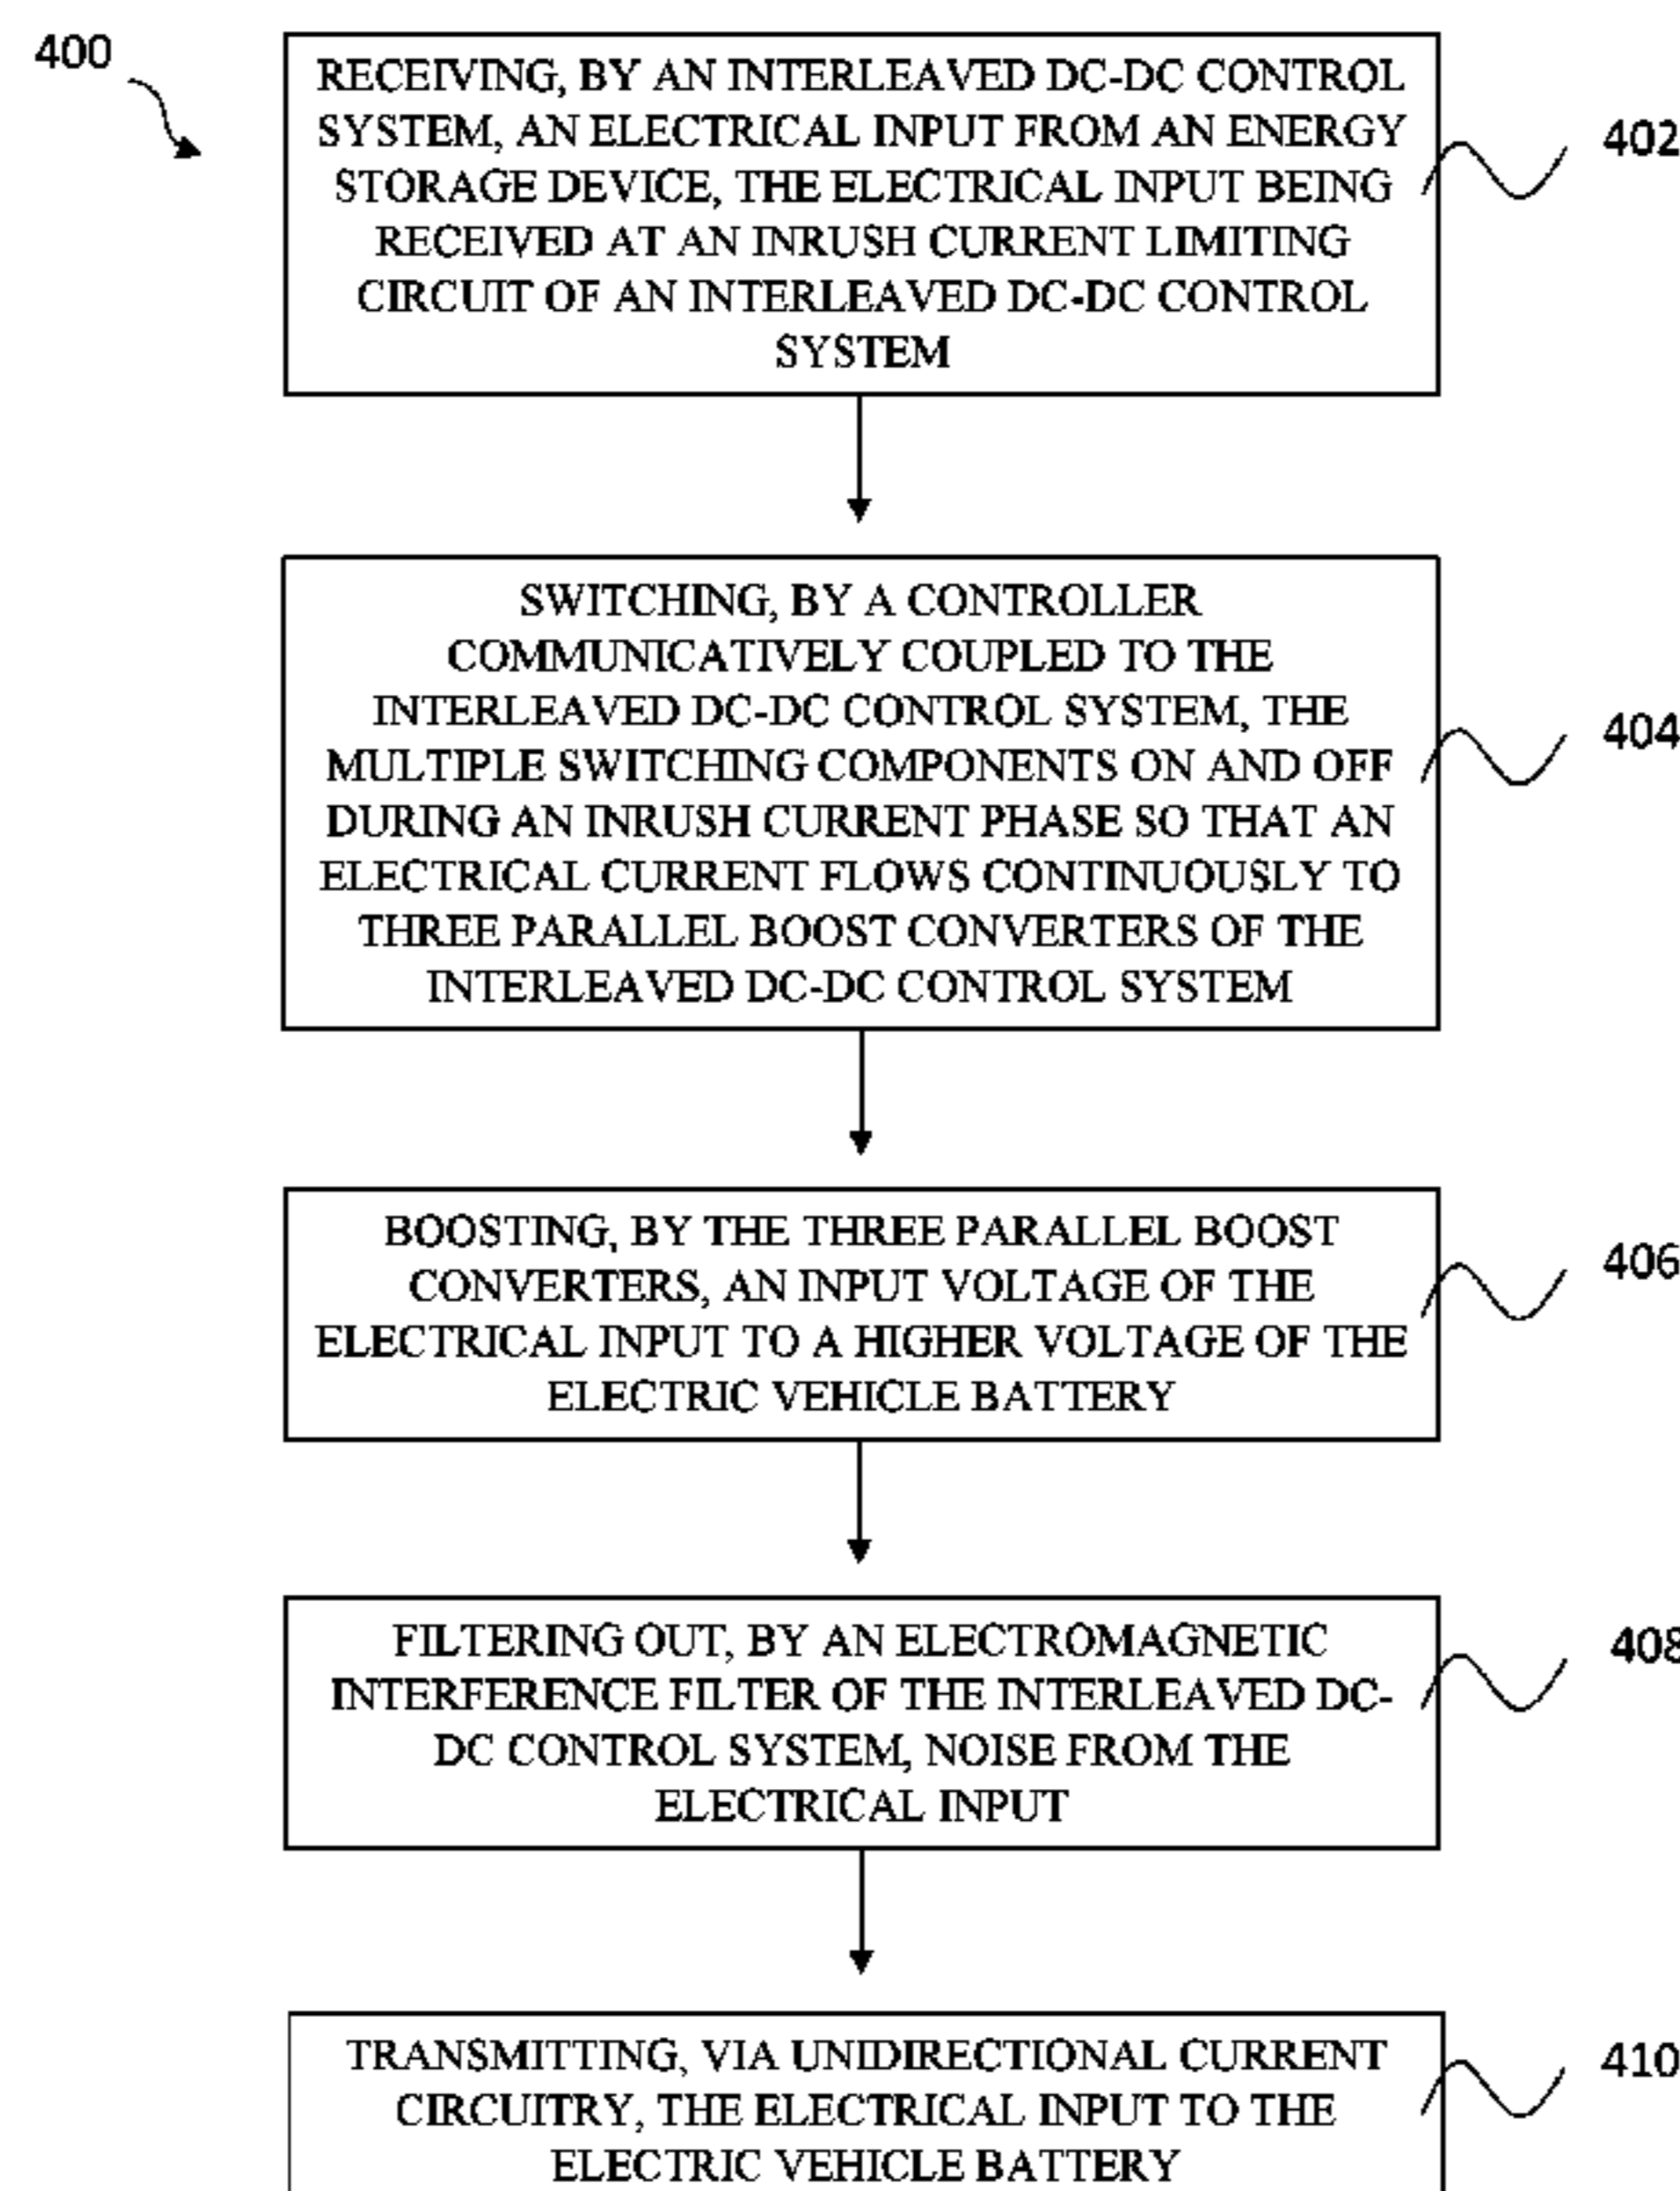 400
RECEIVING, BY AN INTERLEAVED DC-DC CONTROL
SYSTEM, AN ELECTRICAL INPUT FROM AN ENERGY
STORAGE DEVICE, THE ELECTRICAL INPUT BEING
RECEIVED AT AN INRUSH CURRENT LIMITING
CIRCUIT OF AN INTERLEAVED DC-DC CONTROL
SYSTEM
402
SWITCHING, BY A CONTROLLER
COMMUNICATIVELY COUPLED TO THE
INTERLEAVED DC-DC CONTROL SYSTEM, THE
MULTIPLE SWITCHING COMPONENTS ON AND OFF
DURING AN INRUSH CURRENT PHASE SO THAT AN
ELECTRICAL CURRENT FLOWS CONTINUOUSLY TO
THREE PARALLEL BOOST CONVERTERS OF THE
INTERLEAVED DC-DC CONTROL SYSTEM
404
BOOSTING, BY THE THREE PARALLEL BOOST
CONVERTERS, AN INPUT VOLTAGE OF THE
ELECTRICAL INPUT TO A HIGHER VOLTAGE OF THE
ELECTRIC VEHICLE BATTERY
406
FILTERING OUT, BY AN ELECTROMAGNETIC
INTERFERENCE FILTER OF THE INTERLEAVED DC-
DC CONTROL SYSTEM, NOISE FROM THE
ELECTRICAL INPUT
408
TRANSMITTING, VIA UNIDIRECTIONAL CURRENT
CIRCUITRY, THE ELECTRICAL INPUT TO THE
ELECTRIC VEHICLE BATTERY
410